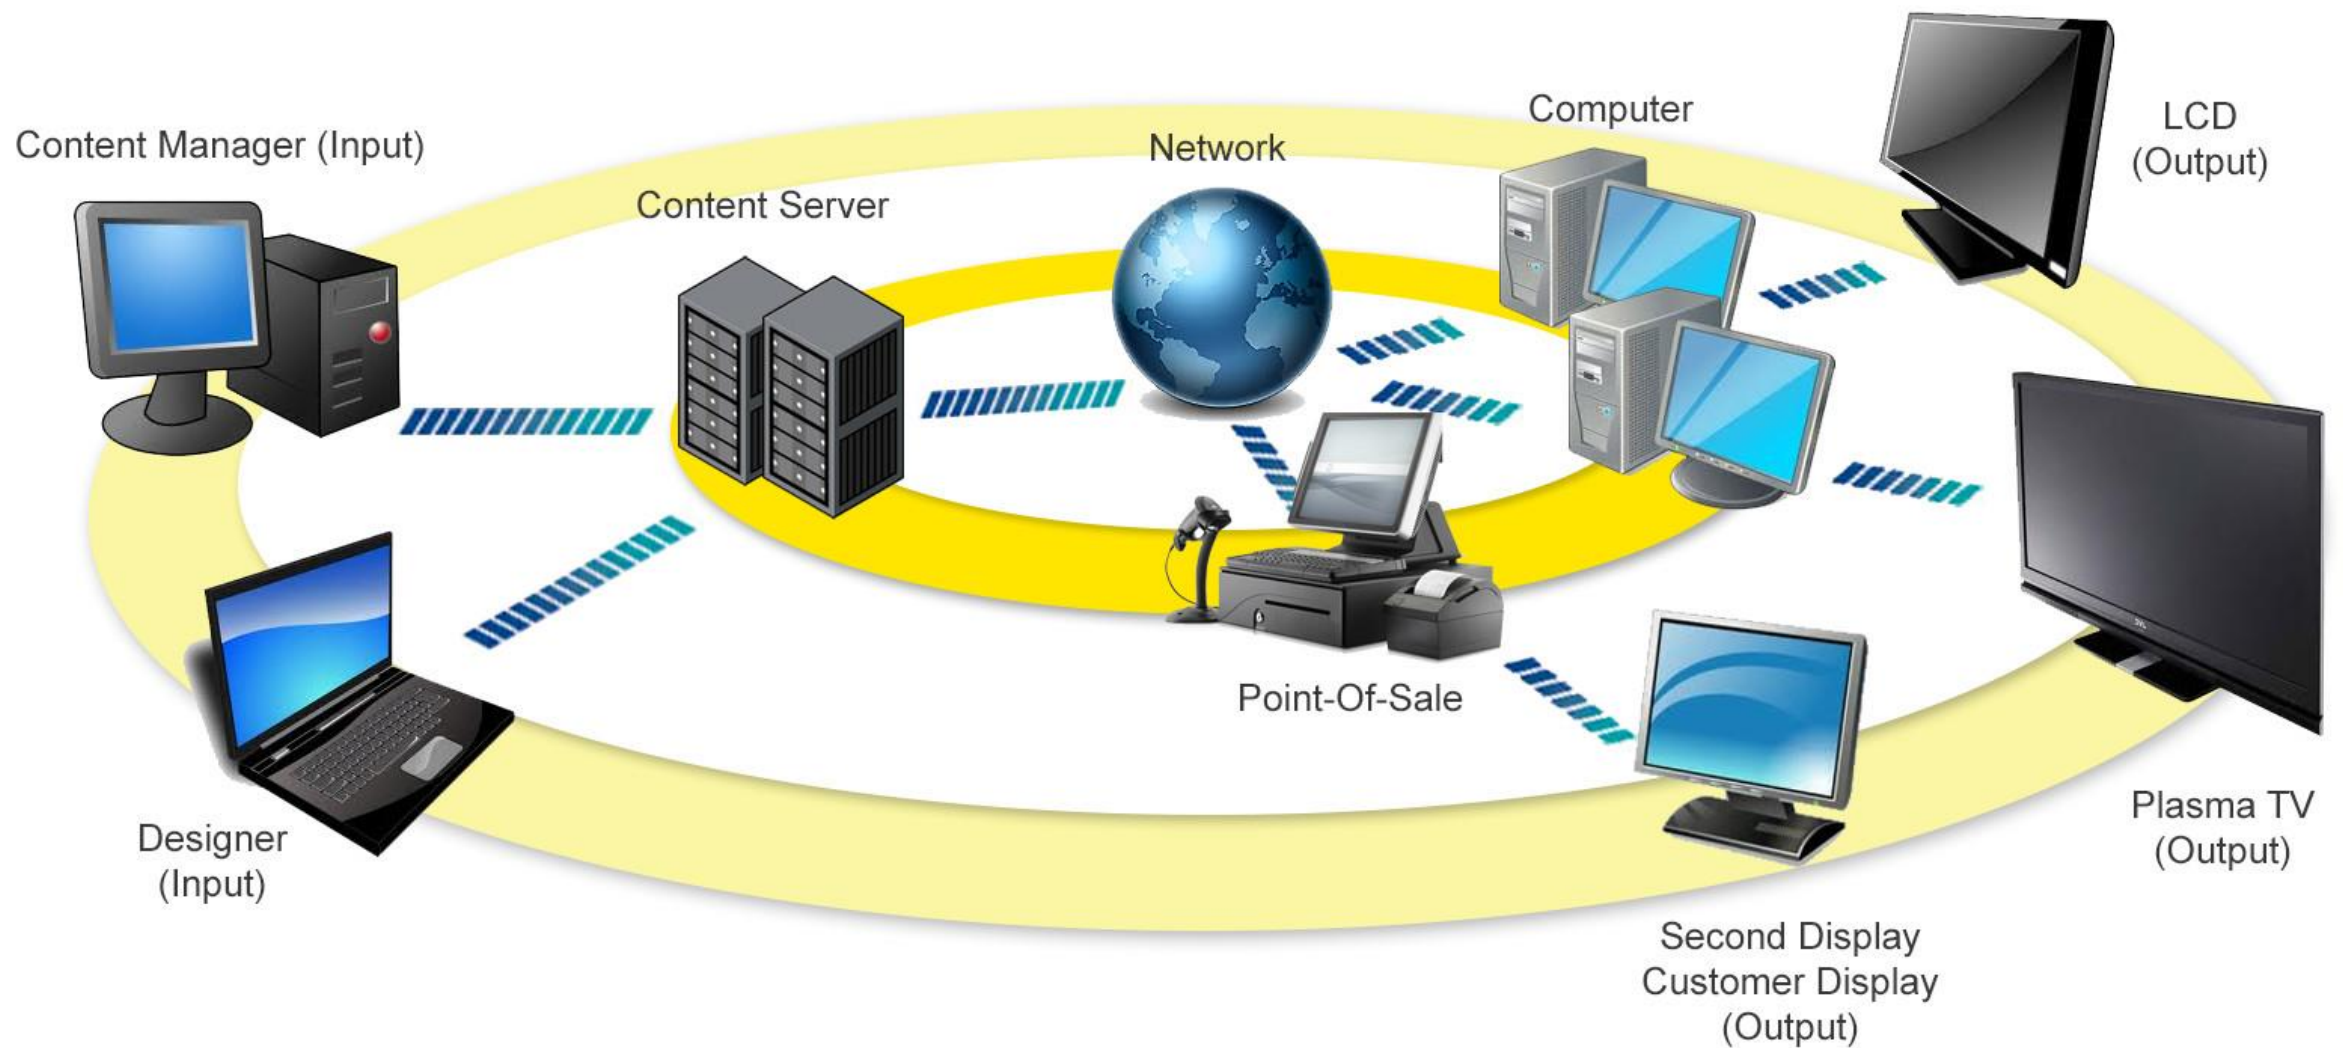 Content Manager (Input)
Content Server
Network
Computer
LCD
(Output)
Designer
(Input)
Point-Of-Sale
Plasma TV
(Output)
Second Display
Customer Display
(Output)